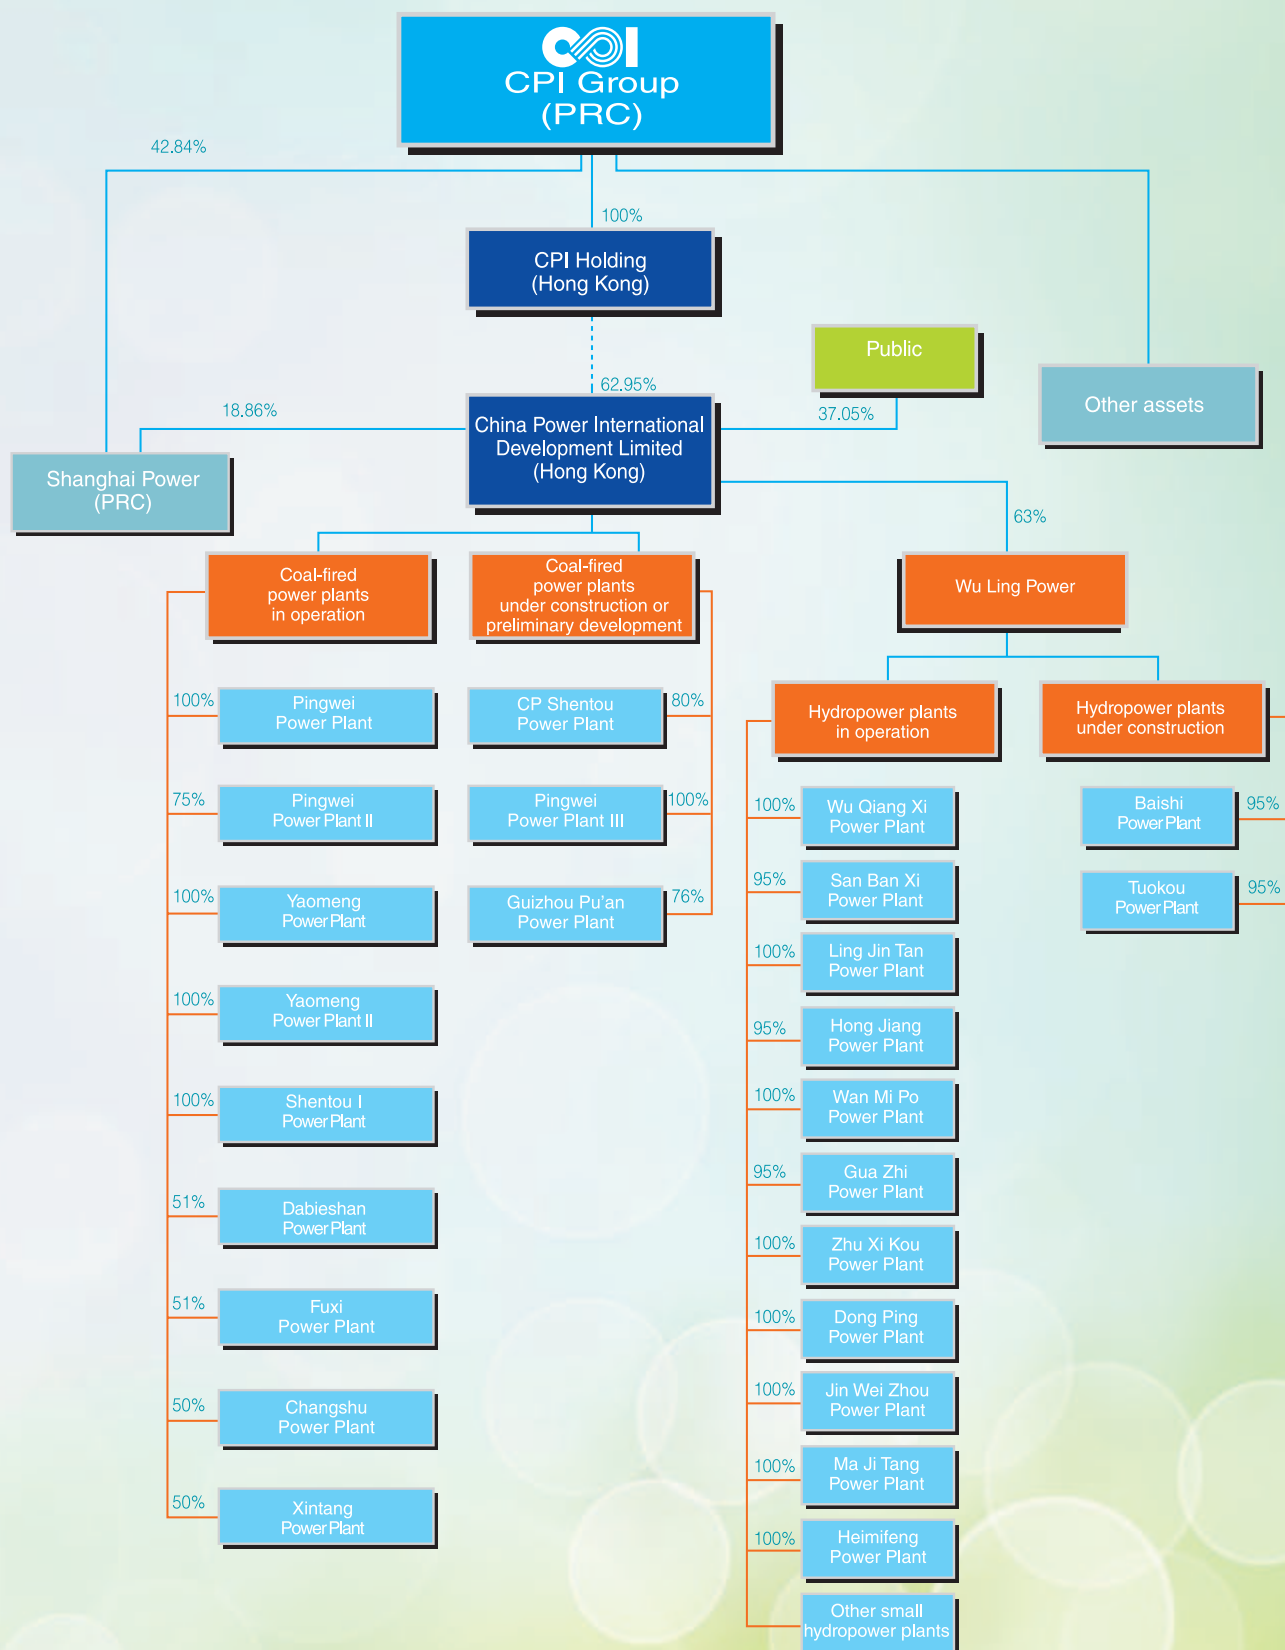 CPI
CPI Group
(PRC)
42.84%
100%
CPI Holding
(Hong Kong)
Public
62.95%
18.86%
37.05%
Other assets
China Power International
Development Limited
(Hong Kong)
Shanghai Power
(PRC)
63%
Coal-fired
power plants
in operation
Coal-fired
power plants
under construction or
preliminary development
Wu Ling Power
100%
Pingwei
Power Plant
75%
Pingwei
Power Plant II
100%
Yaomeng
Power Plant
100%
Yaomeng
Power Plant II
100%
Shentou I
Power Plant
51%
Dabieshan
Power Plant
51%
Fuxi
Power Plant
50%
Changshu
Power Plant
50%
Xintang
Power Plant
CP Shentou
Power Plant
80%
Pingwei
Power Plant III
100%
Guizhou Pu'an
Power Plant
76%
Hydropower plants
in operation
Hydropower plants
under construction
100%
Wu Qiang Xi
Power Plant
95%
San Ban Xi
Power Plant
100%
Ling Jin Tan
Power Plant
95%
Hong Jiang
Power Plant
100%
Wan Mi Po
Power Plant
95%
Gua Zhi
Power Plant
100%
Zhu Xi Kou
Power Plant
100%
Dong Ping
Power Plant
100%
Jin Wei Zhou
Power Plant
100%
Ma Ji Tang
Power Plant
100%
Heimifeng
Power Plant
Other small
hydropower plants
Baishi
Power Plant
95%
Tuokou
Power Plant
95%